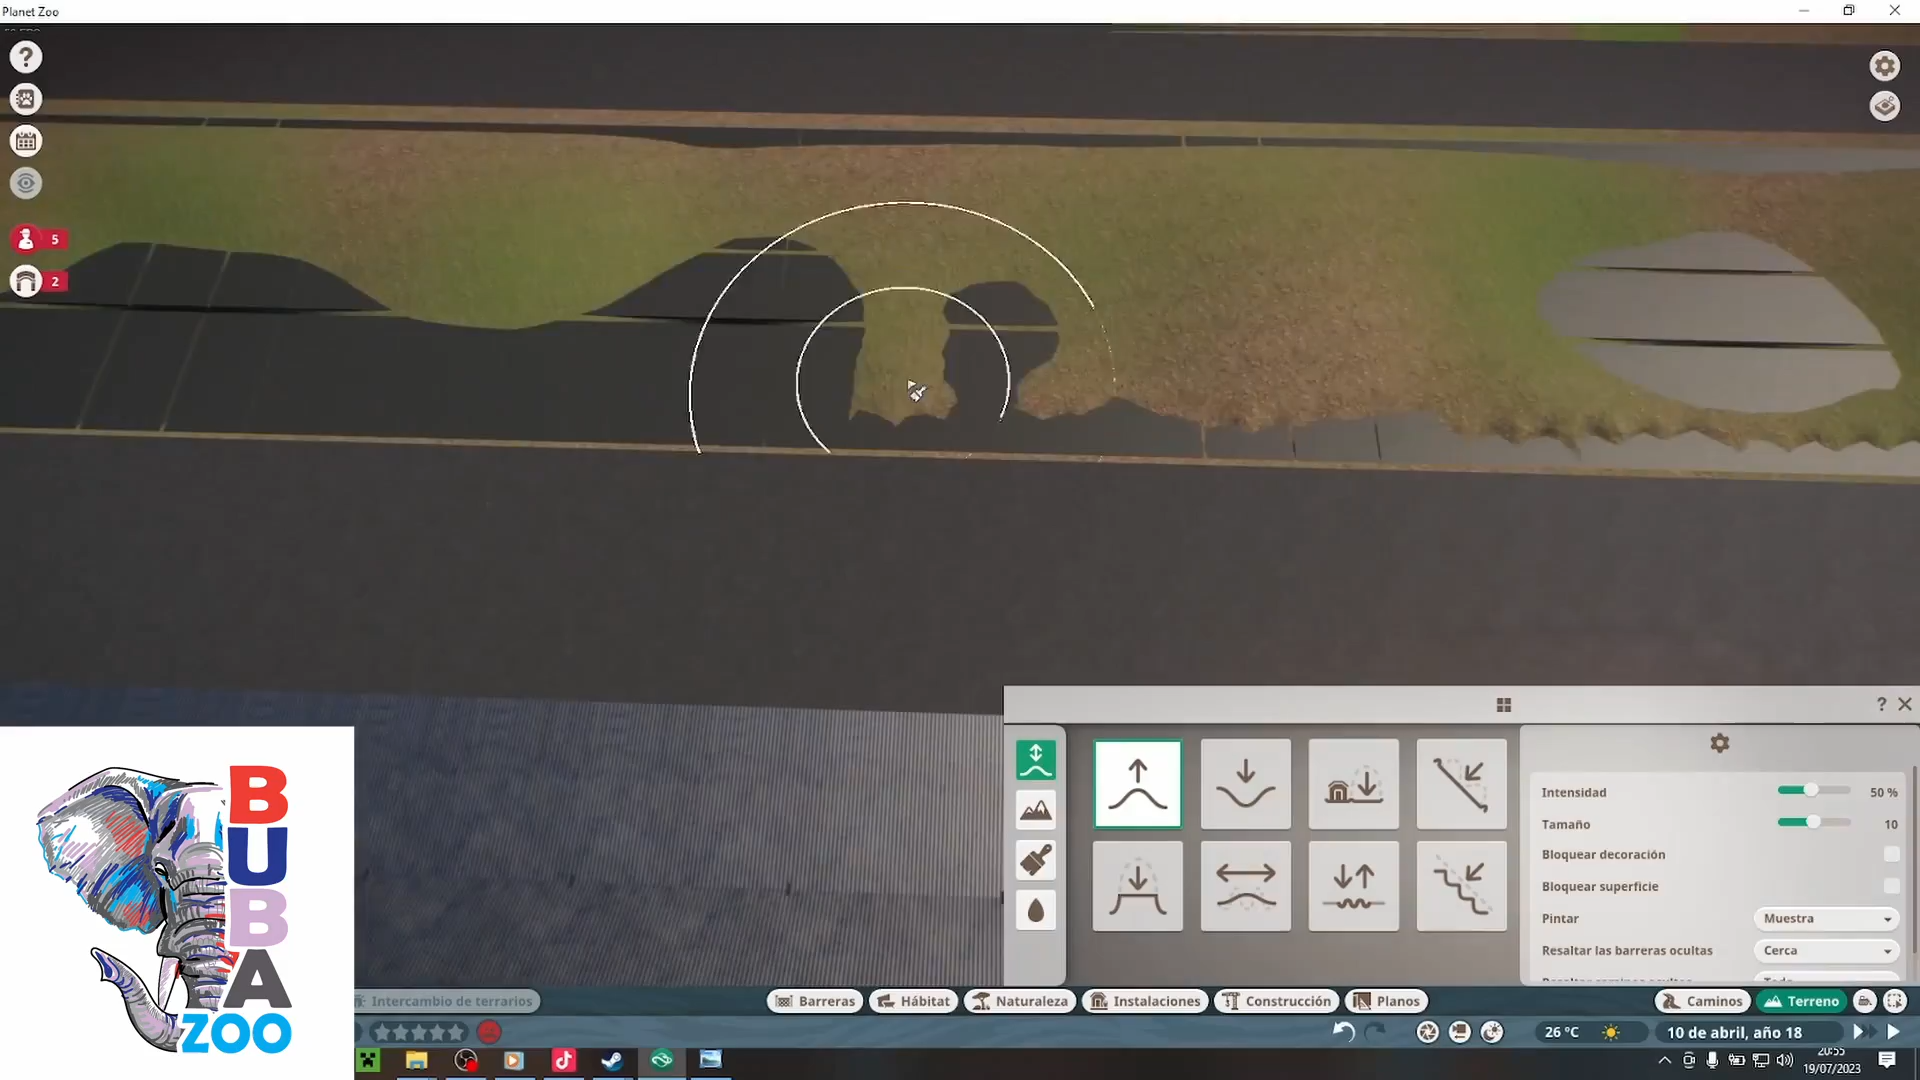 Planet Zoo
5
2
?
Intensidad 50 %
Tamaño 10
Bloquear decoración
Bloquear superficie
Pintar Muestra
Resaltar las barreras ocultas Cerca
B
U
B
A
ZOO
Intercambio de terrarios
Barreras
Hábitat
Naturaleza
Instalaciones
Construcción
Planos
Caminos
Terreno
26 °C
10 de abril, año 18
20:55
19/07/2023